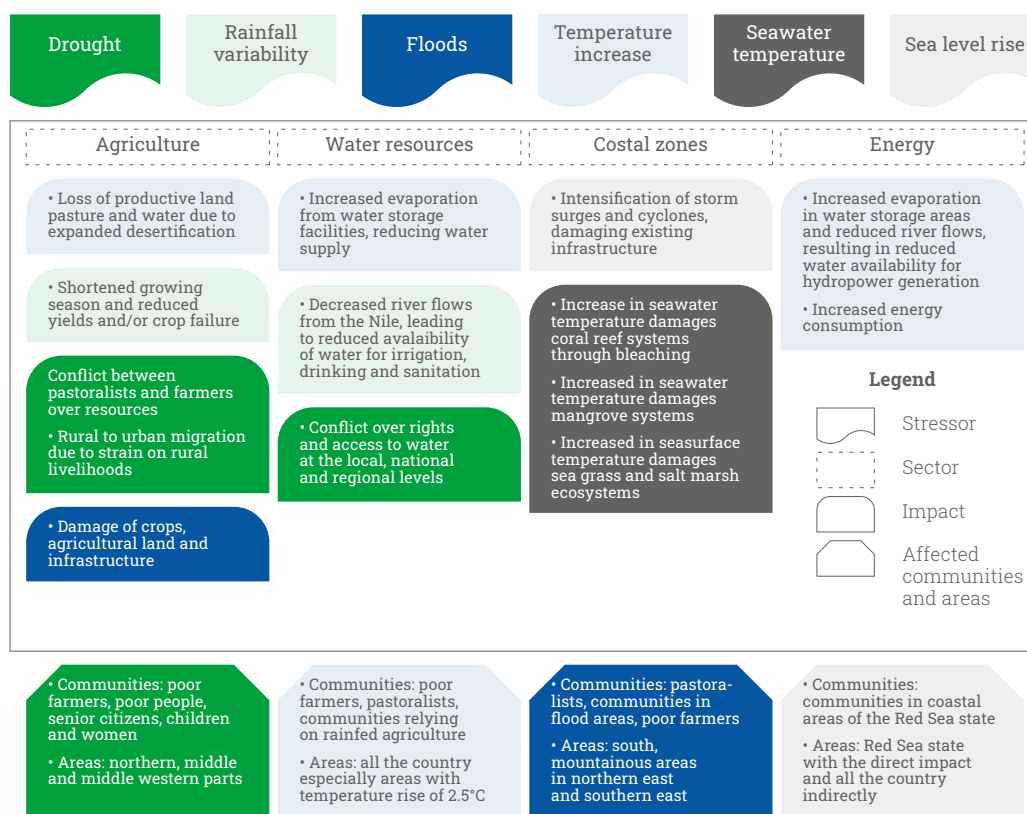 Drought
Rainfall
variability
Floods
Temperature
increase
Seawater
temperature
Sea level rise
Agriculture
• Loss of productive land
pasture and water due to
expanded desertification
• Shortened growing
season and reduced
yields and/or crop failure
Conflict between
pastoralists and farmers
over resources
• Rural to urban migration
due to strain on rural
livelihoods
• Damage of crops,
agricultural land and
infrastructure
Water resources
• Increased evaporation
from water storage
facilities, reducing water
supply
• Decreased river flows
from the Nile, leading
to reduced avalaibility
of water for irrigation,
drinking and sanitation
• Conflict over rights
and access to water
at the local, national
and regional levels
Costal zones
• Intensification of storm
surges and cyclones,
damaging existing
infrastructure
• Increase in seawater
temperature damages
coral reef systems
through bleaching
• Increased in seawater
temperature damages
mangrove systems
• Increased in seasurface
temperature damages
sea grass and salt marsh
ecosystems
Energy
• Increased evaporation
in water storage areas
and reduced river flows,
resulting in reduced
water availability for
hydropower generation
• Increased energy
consumption
Legend
Stressor
Sector
Impact
Affected
communities
and areas
• Communities: poor
farmers, poor people,
senior citizens, children
and women
• Areas: northern, middle
and middle western parts
• Communities: poor
farmers, pastoralists,
communities relying
on rainfed agriculture
• Areas: all the country
especially areas with
temperature rise of 2.5°C
• Communities: pastora-
lists, communities in
flood areas, poor farmers
• Areas: south,
mountainous areas
in northern east
and southern east
• Communities:
communities in coastal
areas of the Red Sea state
• Areas: Red Sea state
with the direct impact
and all the country
indirectly